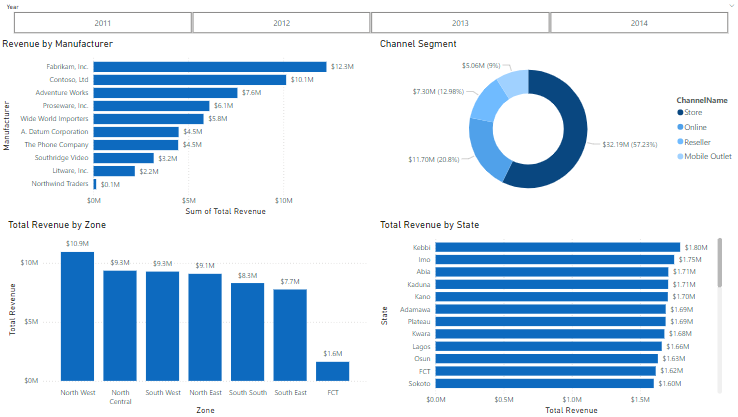 Year
2011
2012
2013
2014
Revenue by Manufacturer
Manufacturer
Fabrikam, Inc.
$12.3M
Contoso, Ltd
$10.1M
Adventure Works
$7.6M
Proseware, Inc.
$6.1M
Wide World Importers
$5.8M
A. Datum Corporation
$4.5M
The Phone Company
$4.5M
Southridge Video
$3.2M
Litware, Inc.
$2.2M
Northwind Traders
$0.1M
$0M
$5M
$10M
Sum of Total Revenue
Channel Segment
$5.06M (9%)
$7.30M (12.98%)
$11.70M (20.8%)
$32.19M (57.23%)
ChannelName
Store
Online
Reseller
Mobile Outlet
Total Revenue by Zone
Total Revenue
$10M
$5M
$0M
$10.9M
$9.3M
$9.3M
$9.1M
$8.3M
$7.7M
$1.6M
North West
North
Central
South West
North East
South South
South East
FCT
Zone
Total Revenue by State
State
Kebbi
$1.80M
Imo
$1.75M
Abia
$1.71M
Kaduna
$1.71M
Kano
$1.70M
Adamawa
$1.69M
Plateau
$1.69M
Kwara
$1.68M
Lagos
$1.66M
Osun
$1.63M
FCT
$1.62M
Sokoto
$1.60M
$0.0M
$0.5M
$1.0M
$1.5M
Total Revenue